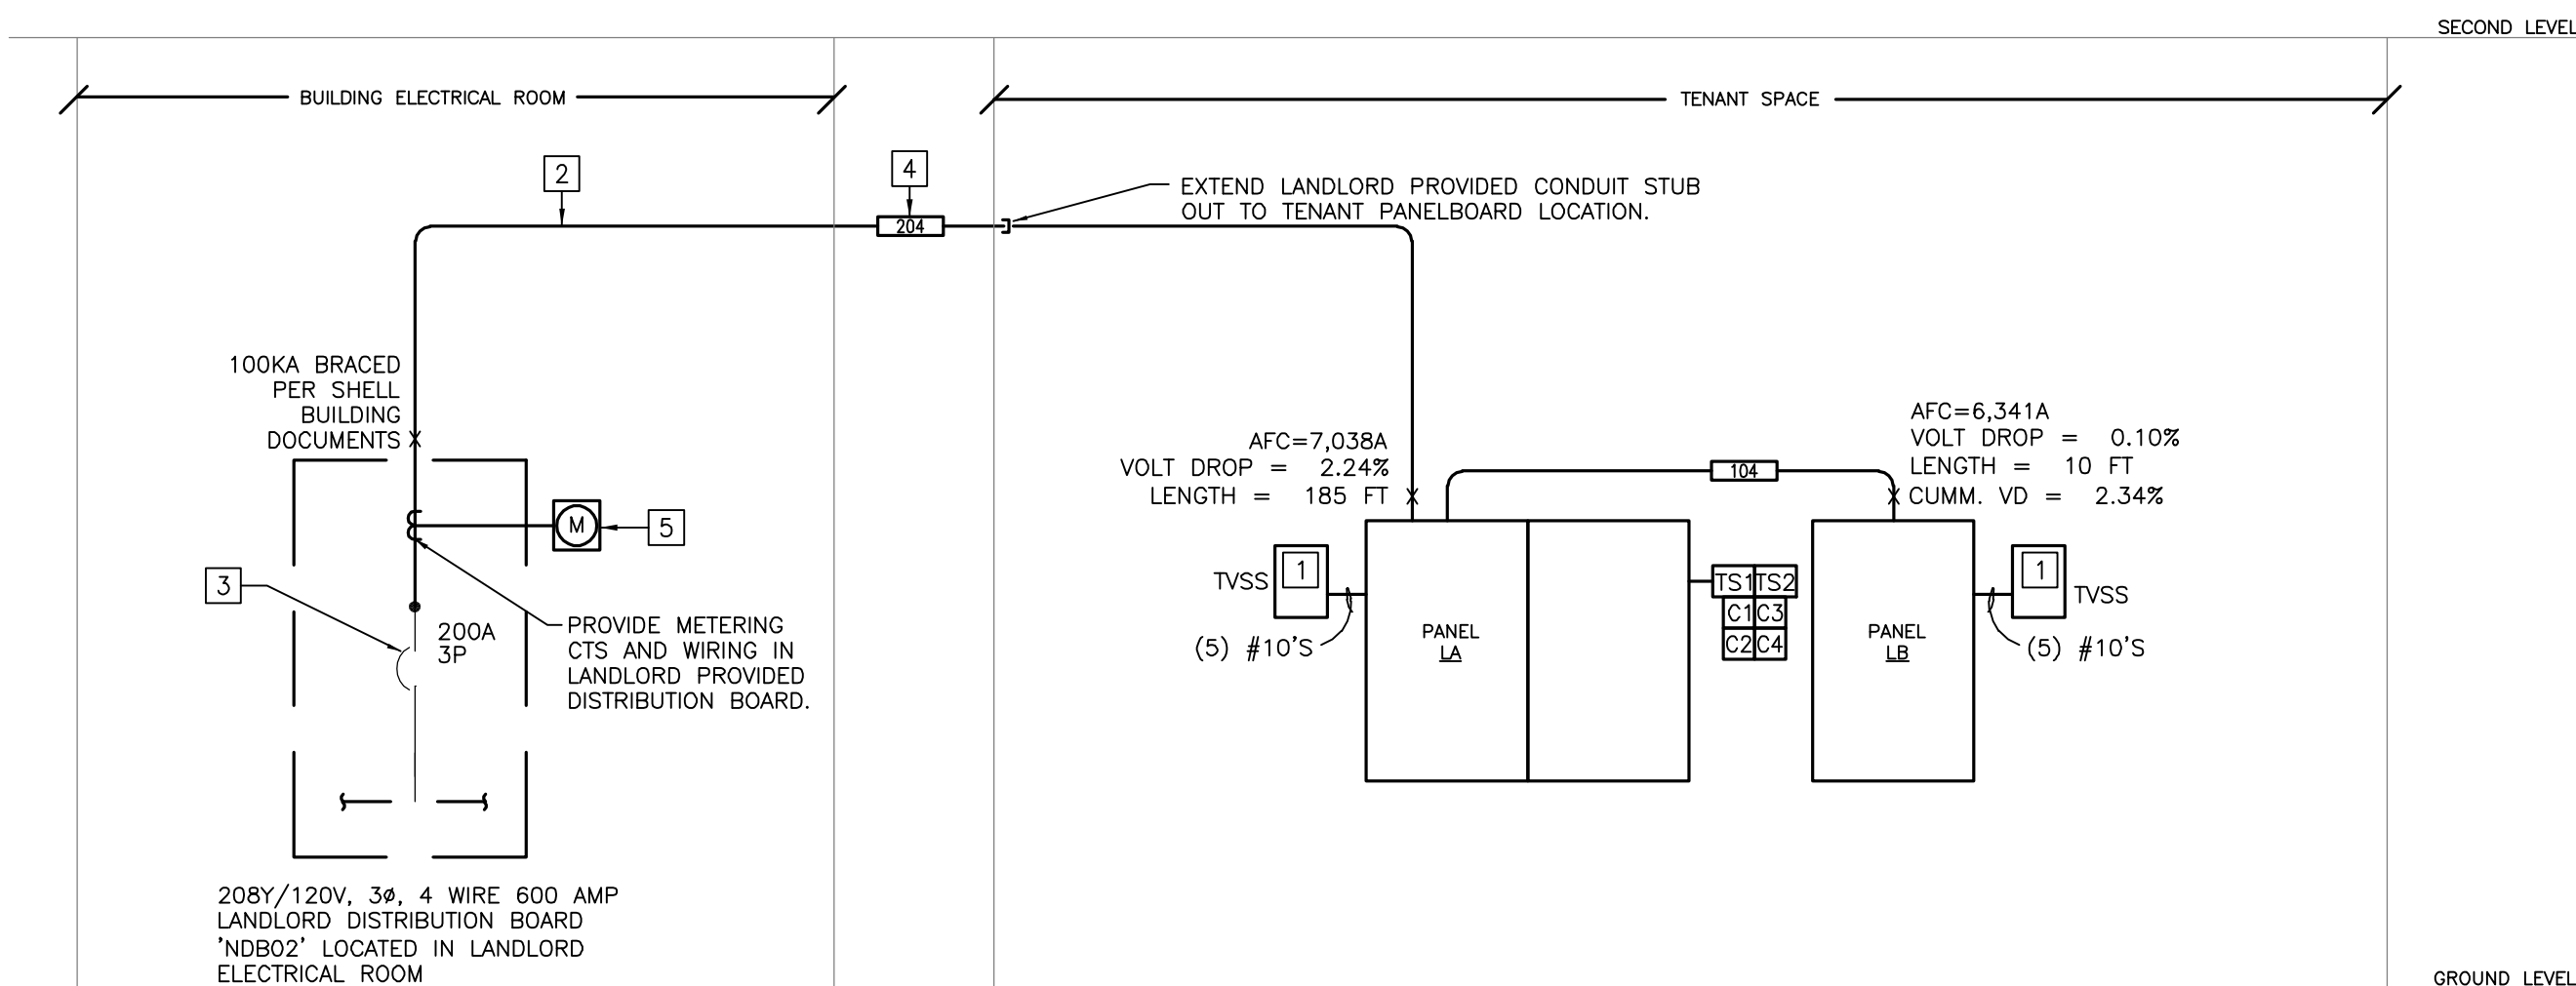 SECOND LEVEL
BUILDING ELECTRICAL ROOM
TENANT SPACE
2
4
204
EXTEND LANDLORD PROVIDED CONDUIT STUB
OUT TO TENANT PANELBOARD LOCATION.
100KA BRACED
PER SHELL
BUILDING
DOCUMENTS
M
5
3
200A
3P
PROVIDE METERING
CTS AND WIRING IN
LANDLORD PROVIDED
DISTRIBUTION BOARD.
208Y/120V, 3ø, 4 WIRE 600 AMP
LANDLORD DISTRIBUTION BOARD
'NDB02' LOCATED IN LANDLORD
ELECTRICAL ROOM
AFC=7,038A
VOLT DROP = 2.24%
LENGTH = 185 FT
104
AFC=6,341A
VOLT DROP = 0.10%
LENGTH = 10 FT
CUMM. VD = 2.34%
TVSS
1
(5) #10'S
PANEL
LA
TS1 TS2
C1 C3
C2 C4
PANEL
LB
1
TVSS
(5) #10'S
GROUND LEVEL